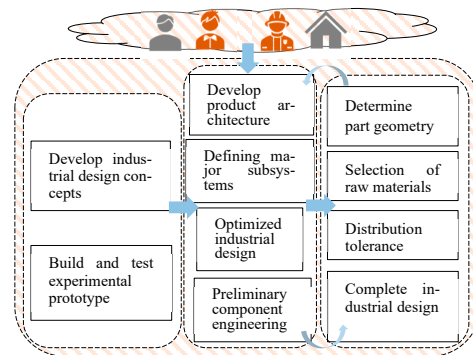 Develop indus-
trial design con-
cepts
Build and test
experimental
prototype
Develop
product ar-
chitecture
Defining ma-
jor subsys-
tems
Optimized
industrial
design
Preliminary
component
engineering
Determine
part geometry
Selection of
raw materials
Distribution
tolerance
Complete in-
dustrial design